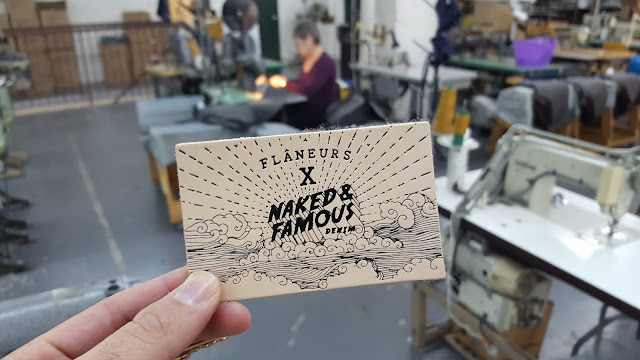 FLÂNEURS
X
NAKED &
FAMOUS
DENIM